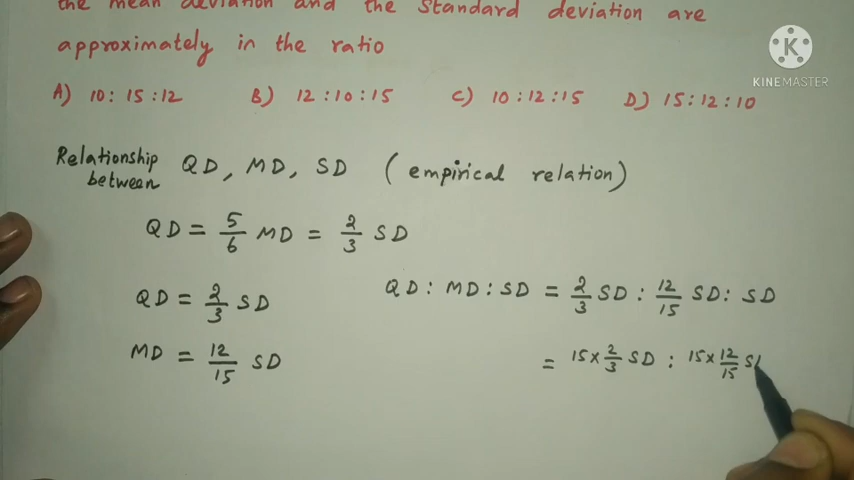 the mean deviation and the standard deviation are
approximately in the ratio
K
KINEMASTER
A) 10:15:12 B) 12:10:15 C) 10:12:15 D) 15:12:10
Relationship between QD, MD, SD (empirical relation)
QD = 5/6 MD = 2/3 SD
QD = 2/3 SD QD : MD : SD = 2/3 SD : 12/15 SD : SD
MD = 12/15 SD = 15 × 2/3 SD : 15 × 12/15 SD